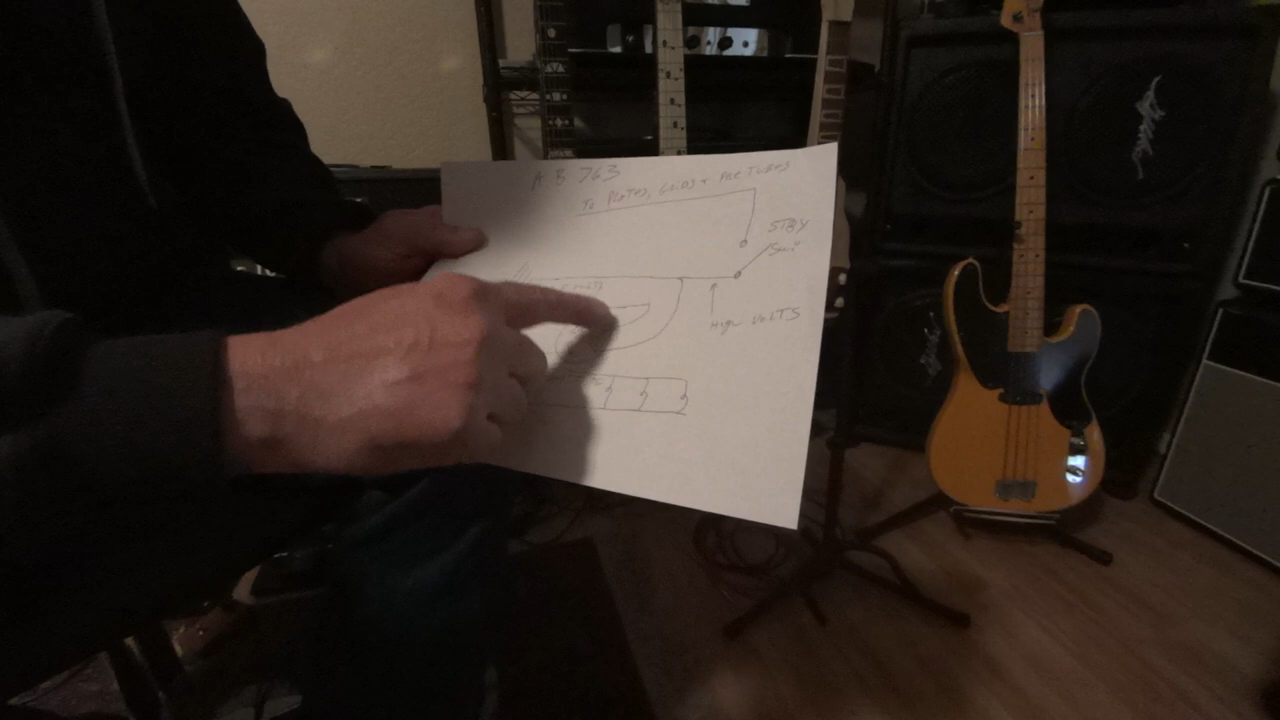 AB763
To PLATES, GRIDS + PRE TUBES
STBY
HIGH VOLTS